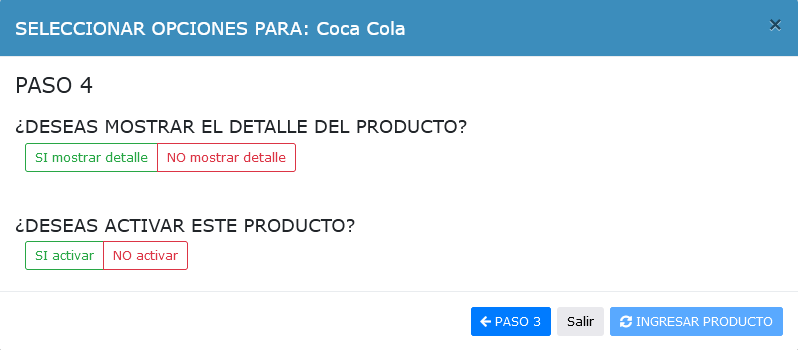 SELECCIONAR OPCIONES PARA: Coca Cola ×
PASO 4
¿DESEAS MOSTRAR EL DETALLE DEL PRODUCTO?
SI mostrar detalle NO mostrar detalle
¿DESEAS ACTIVAR ESTE PRODUCTO?
SI activar NO activar
PASO 3 Salir INGRESAR PRODUCTO